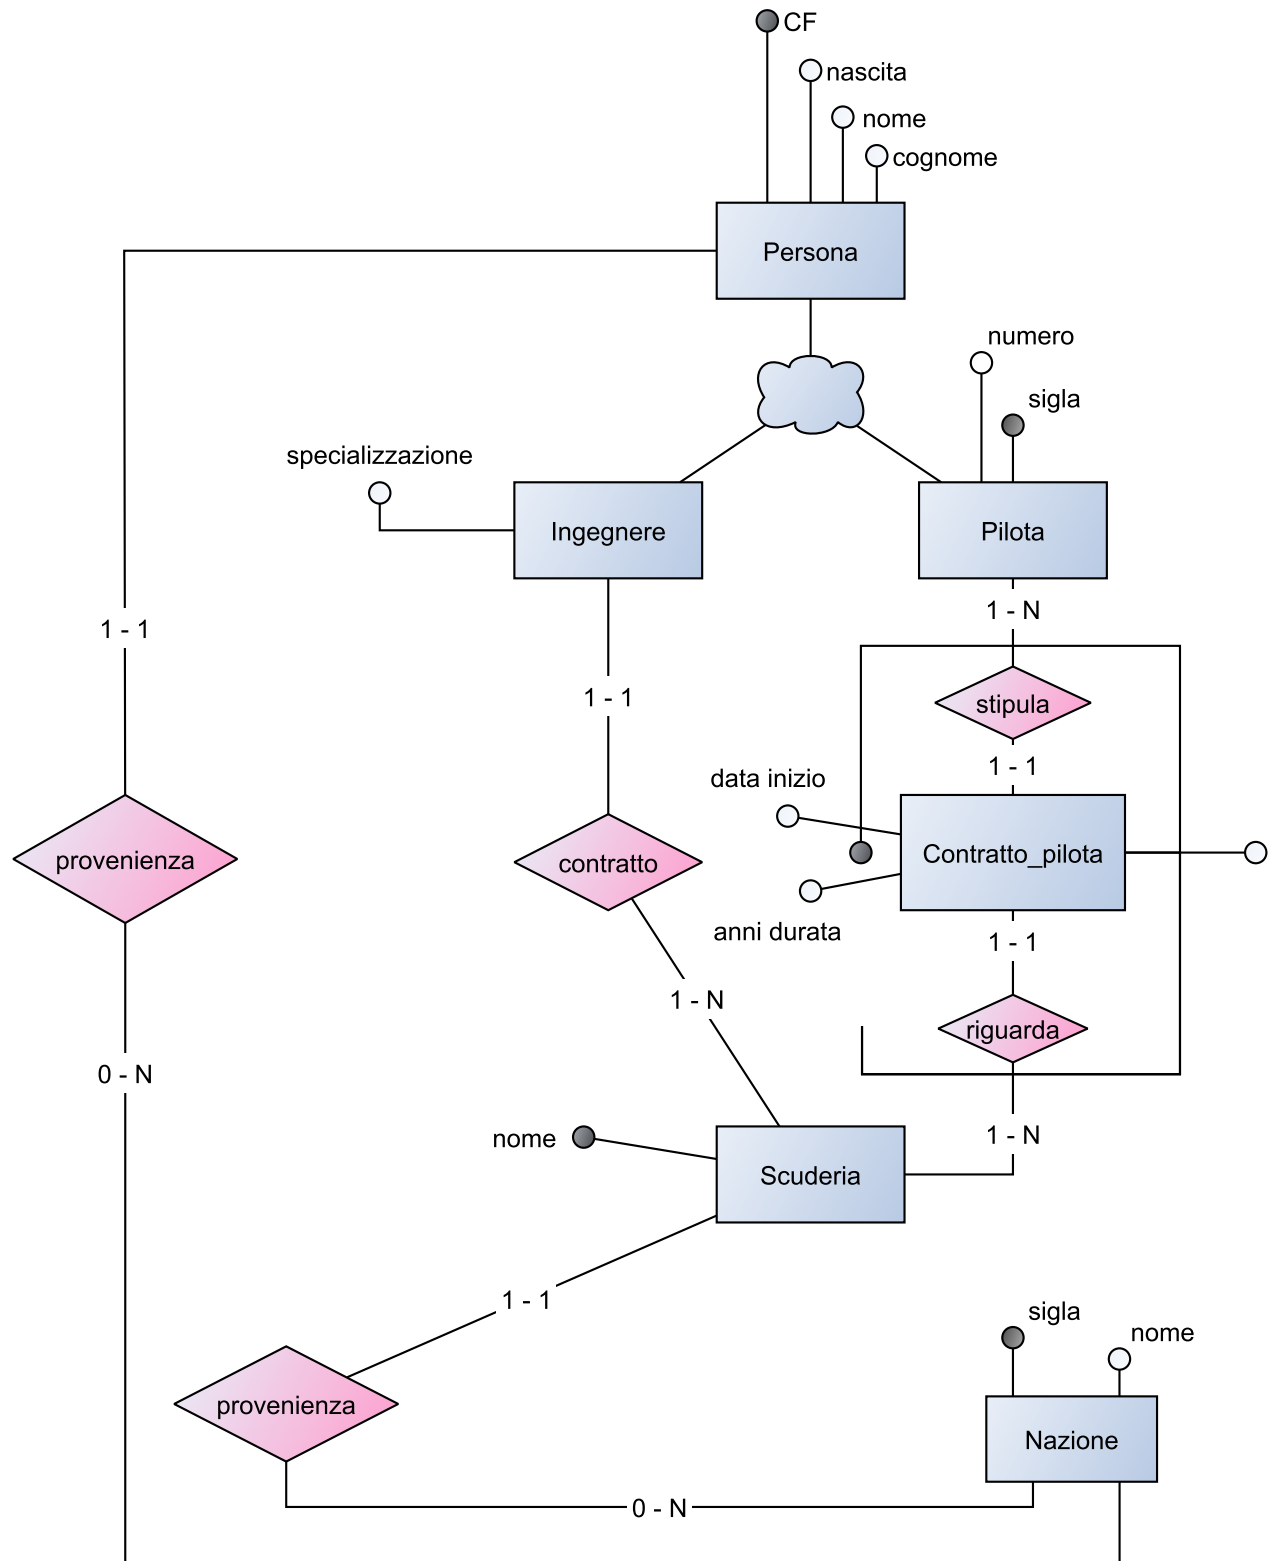 CF
nascita
nome
cognome
Persona
numero
sigla
specializzazione
Ingegnere
Pilota
1 - N
1 - 1
1 - 1
stipula
1 - 1
data inizio
provenienza
contratto
Contratto_pilota
anni durata
1 - 1
1 - N
riguarda
0 - N
1 - N
nome
Scuderia
1 - 1
sigla
nome
provenienza
Nazione
0 - N